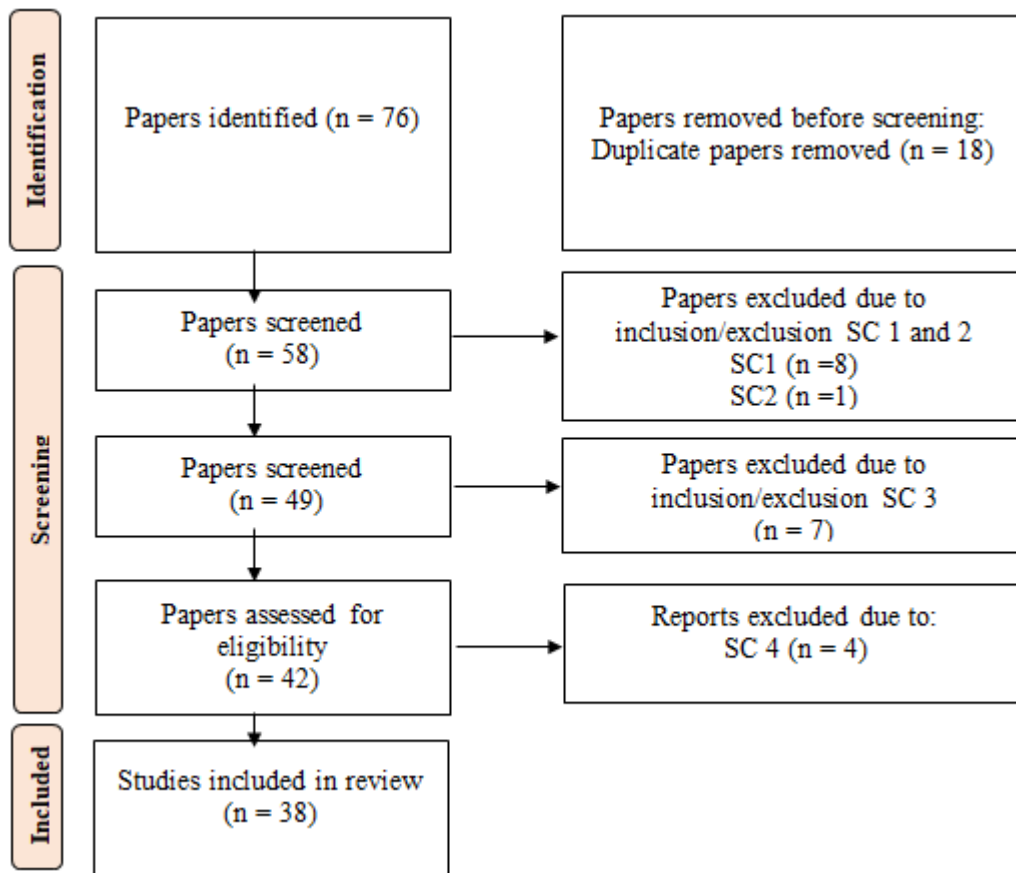 Identification
Papers identified (n = 76)
Papers removed before screening:
Duplicate papers removed (n = 18)
Screening
Papers screened
(n = 58)
Papers excluded due to
inclusion/exclusion SC 1 and 2
SC1 (n =8)
SC2 (n =1)
Papers screened
(n = 49)
Papers excluded due to
inclusion/exclusion SC 3
(n = 7)
Papers assessed for
eligibility
(n = 42)
Reports excluded due to:
SC 4 (n = 4)
Included
Studies included in review
(n = 38)